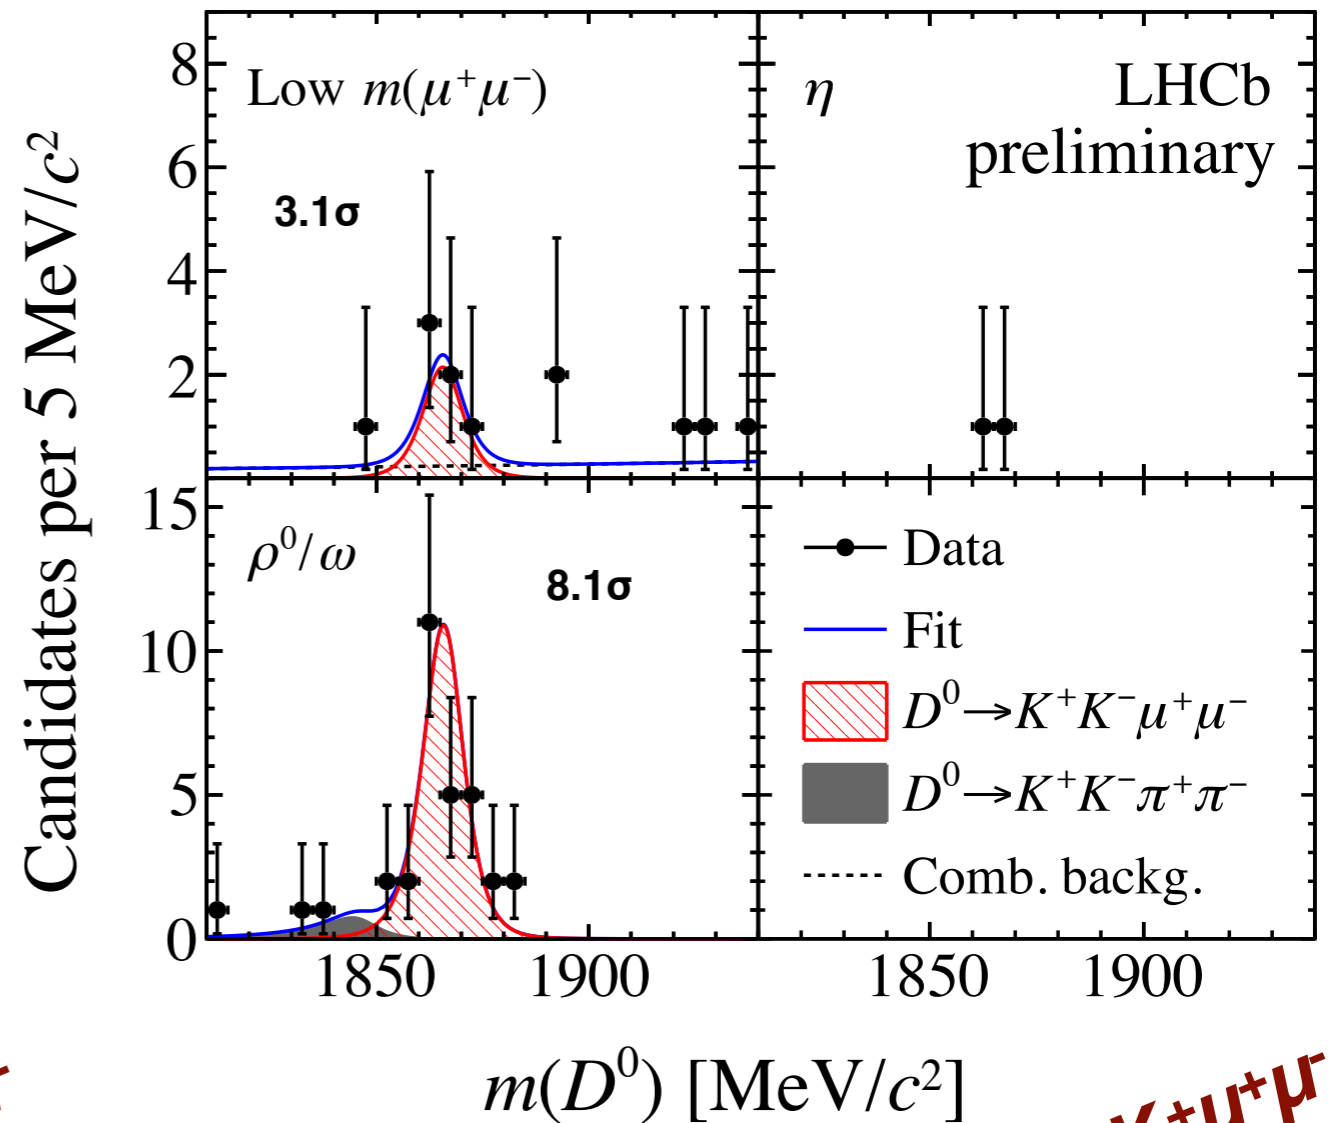 Candidates per 5 MeV/c²
8
6
4
2
Low m(μ⁺μ⁻)
3.1σ
η
LHCb
preliminary
15
10
5
0
ρ⁰/ω
8.1σ
Data
Fit
D⁰→K⁺K⁻μ⁺μ⁻
D⁰→K⁺K⁻π⁺π⁻
Comb. backg.
1850 1900 1850 1900
m(D⁰) [MeV/c²]
K⁺μ⁺μ⁻